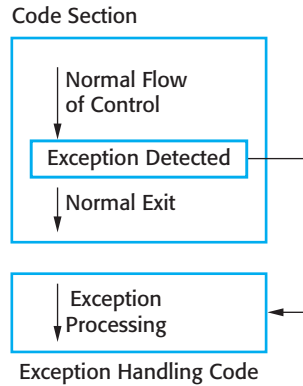 Code Section
Normal Flow
of Control
Exception Detected
Normal Exit
Exception
Processing
Exception Handling Code